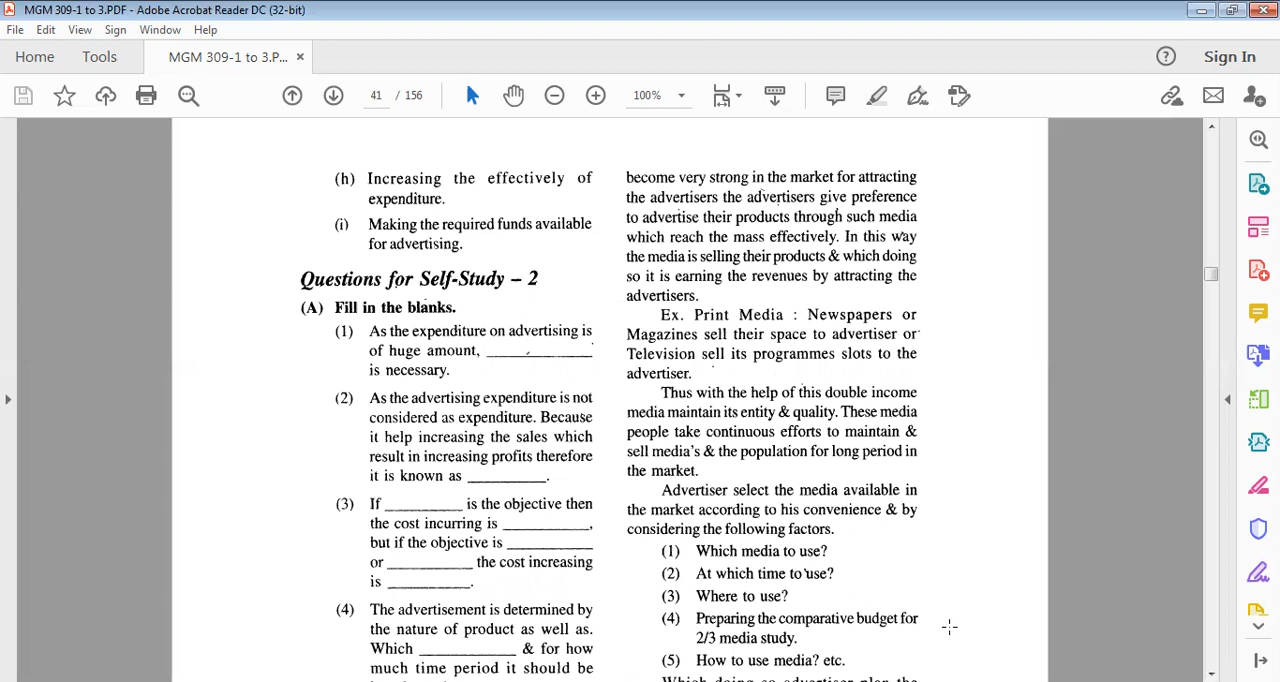 MGM 309-1 to 3.PDF - Adobe Acrobat Reader DC (32-bit)
File Edit View Sign Window Help
Home Tools MGM 309-1 to 3.P... × Sign In
41 / 156 100%
(h) Increasing the effectively of
expenditure.
(i) Making the required funds available
for advertising.
Questions for Self-Study – 2
(A) Fill in the blanks.
(1) As the expenditure on advertising is
of huge amount, ____________
is necessary.
(2) As the advertising expenditure is not
considered as expenditure. Because
it help increasing the sales which
result in increasing profits therefore
it is known as _________.
(3) If _________ is the objective then
the cost incurring is __________,
but if the objective is __________
or __________ the cost increasing
is __________.
(4) The advertisement is determined by
the nature of product as well as.
Which ___________ & for how
much time period it should be
become very strong in the market for attracting
the advertisers the advertisers give preference
to advertise their products through such media
which reach the mass effectively. In this way
the media is selling their products & which doing
so it is earning the revenues by attracting the
advertisers.
Ex. Print Media : Newspapers or
Magazines sell their space to advertiser or
Television sell its programmes slots to the
advertiser.
Thus with the help of this double income
media maintain its entity & quality. These media
people take continuous efforts to maintain &
sell media's & the population for long period in
the market.
Advertiser select the media available in
the market according to his convenience & by
considering the following factors.
(1) Which media to use?
(2) At which time to use?
(3) Where to use?
(4) Preparing the comparative budget for
2/3 media study.
(5) How to use media? etc.
Which doing so advertiser plan the